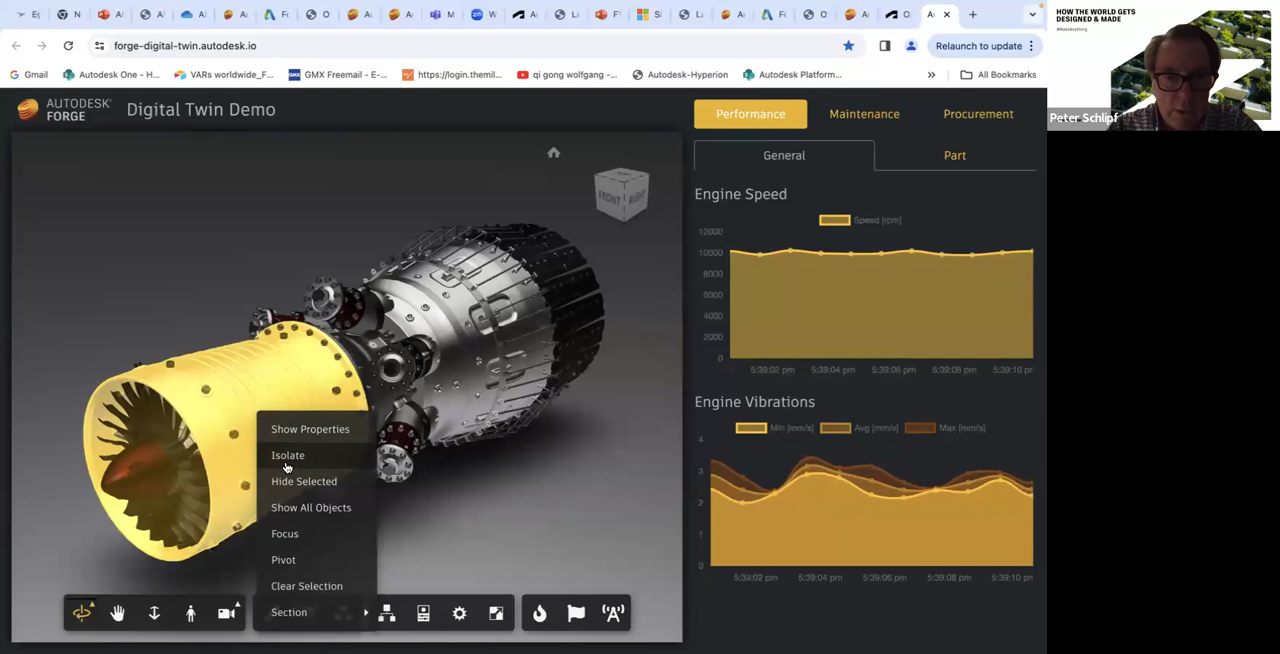 Gmail
Autodesk One - H...
VARs worldwide_F...
GMX Freemail - E-...
https://login.themil...
qi gong wolfgang -...
Autodesk-Hyperion
Autodesk Platform...
»
All Bookmarks
forge-digital-twin.autodesk.io
Relaunch to update
HOW THE WORLD GETS
DESIGNED & MADE
#MakeAnything
Peter Schlipf
AUTODESK
FORGE
Digital Twin Demo
Performance
Maintenance
Procurement
General
Part
FRONT
RIGHT
Engine Speed
Speed [rpm]
12000
10000
8000
6000
4000
2000
0
5:39:02 pm
5:39:04 pm
5:39:06 pm
5:39:08 pm
5:39:10 pr
Engine Vibrations
Min [mm/s]
Avg [mm/s]
Max [mm/s]
4
3
2
1
0
5:39:02 pm
5:39:04 pm
5:39:06 pm
5:39:08 pm
5:39:10 pr
Show Properties
Isolate
Hide Selected
Show All Objects
Focus
Pivot
Clear Selection
Section